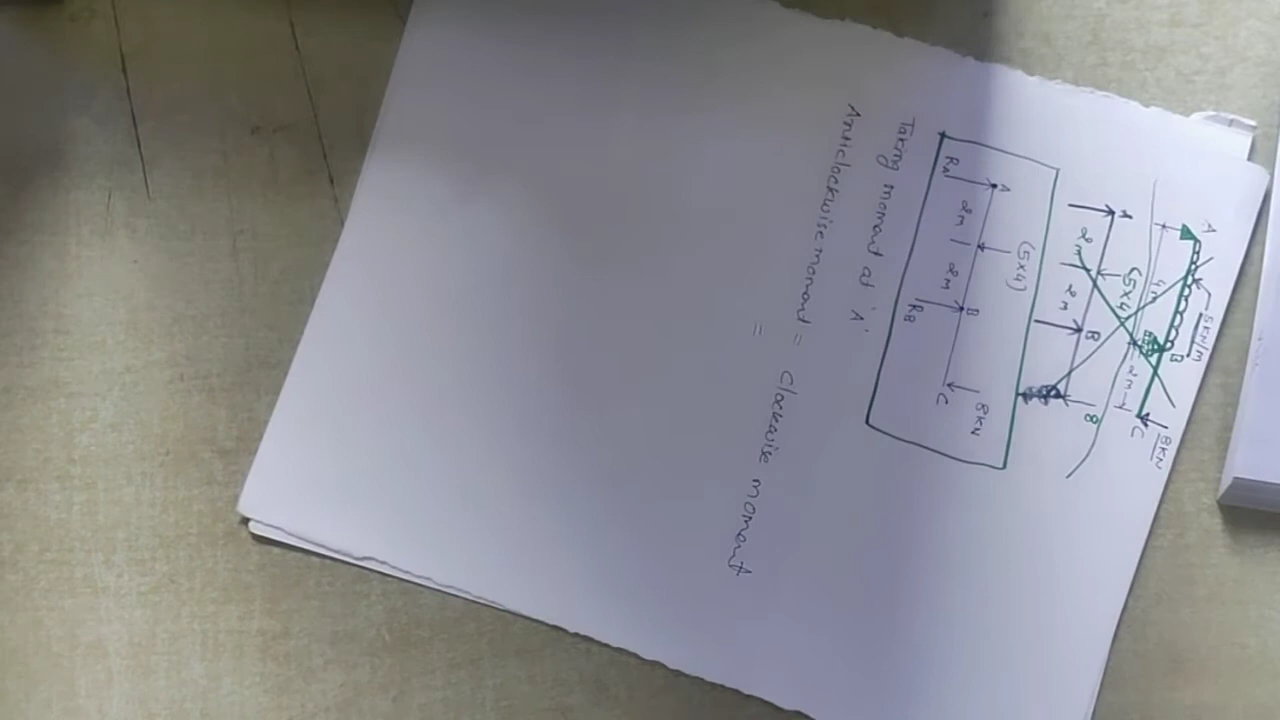 5KN/M
8KN
A B C
4M 2M
(5x4) 8
A B
2M 2M
(5x4) 8KN
A B C
2M 2M
RA RB
Taking moment at 'A'
Anticlockwise moment = Clockwise moment
=